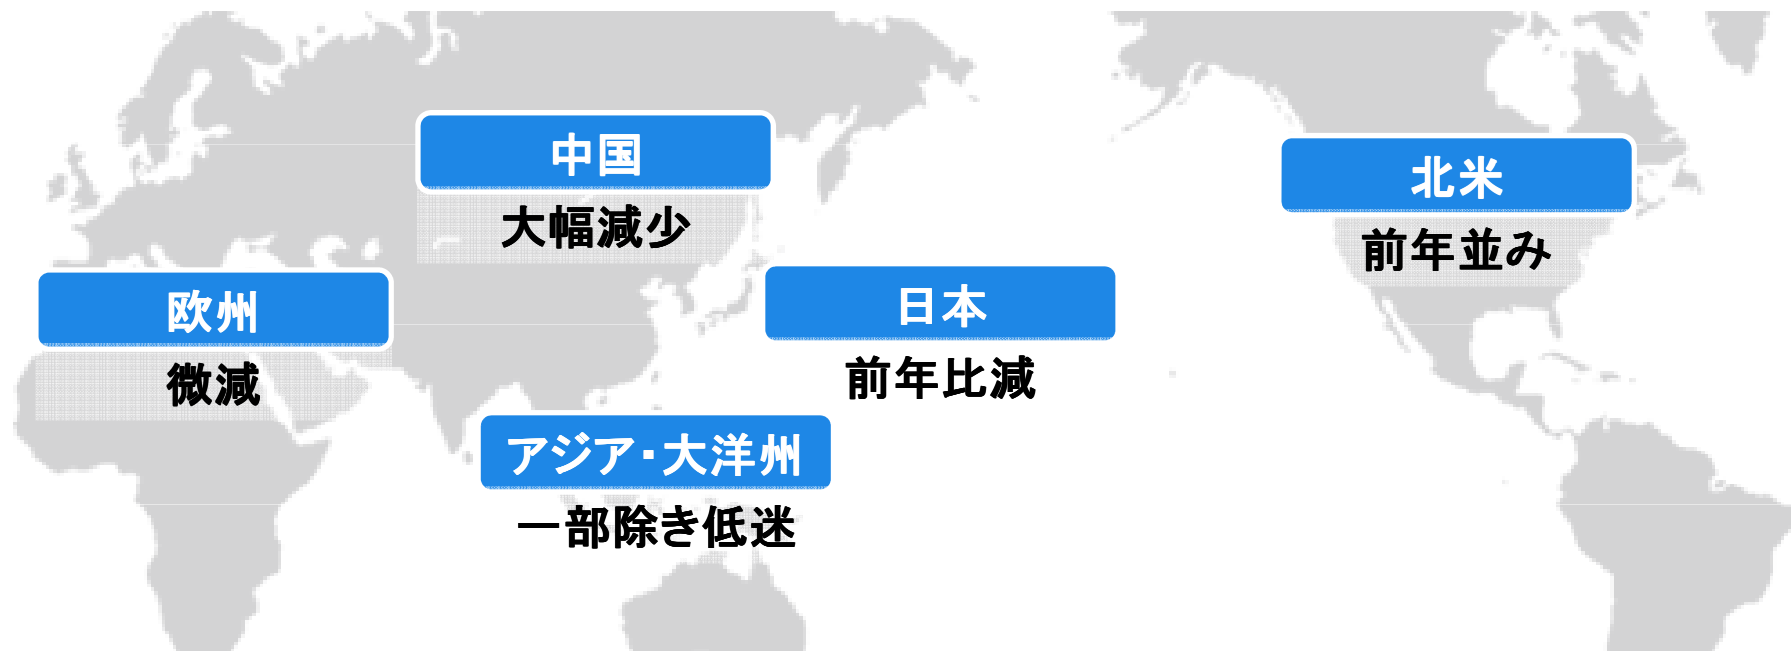 中国
大幅減少
北米
前年並み
欧州
微減
日本
前年比減
アジア・大洋州
一部除き低迷